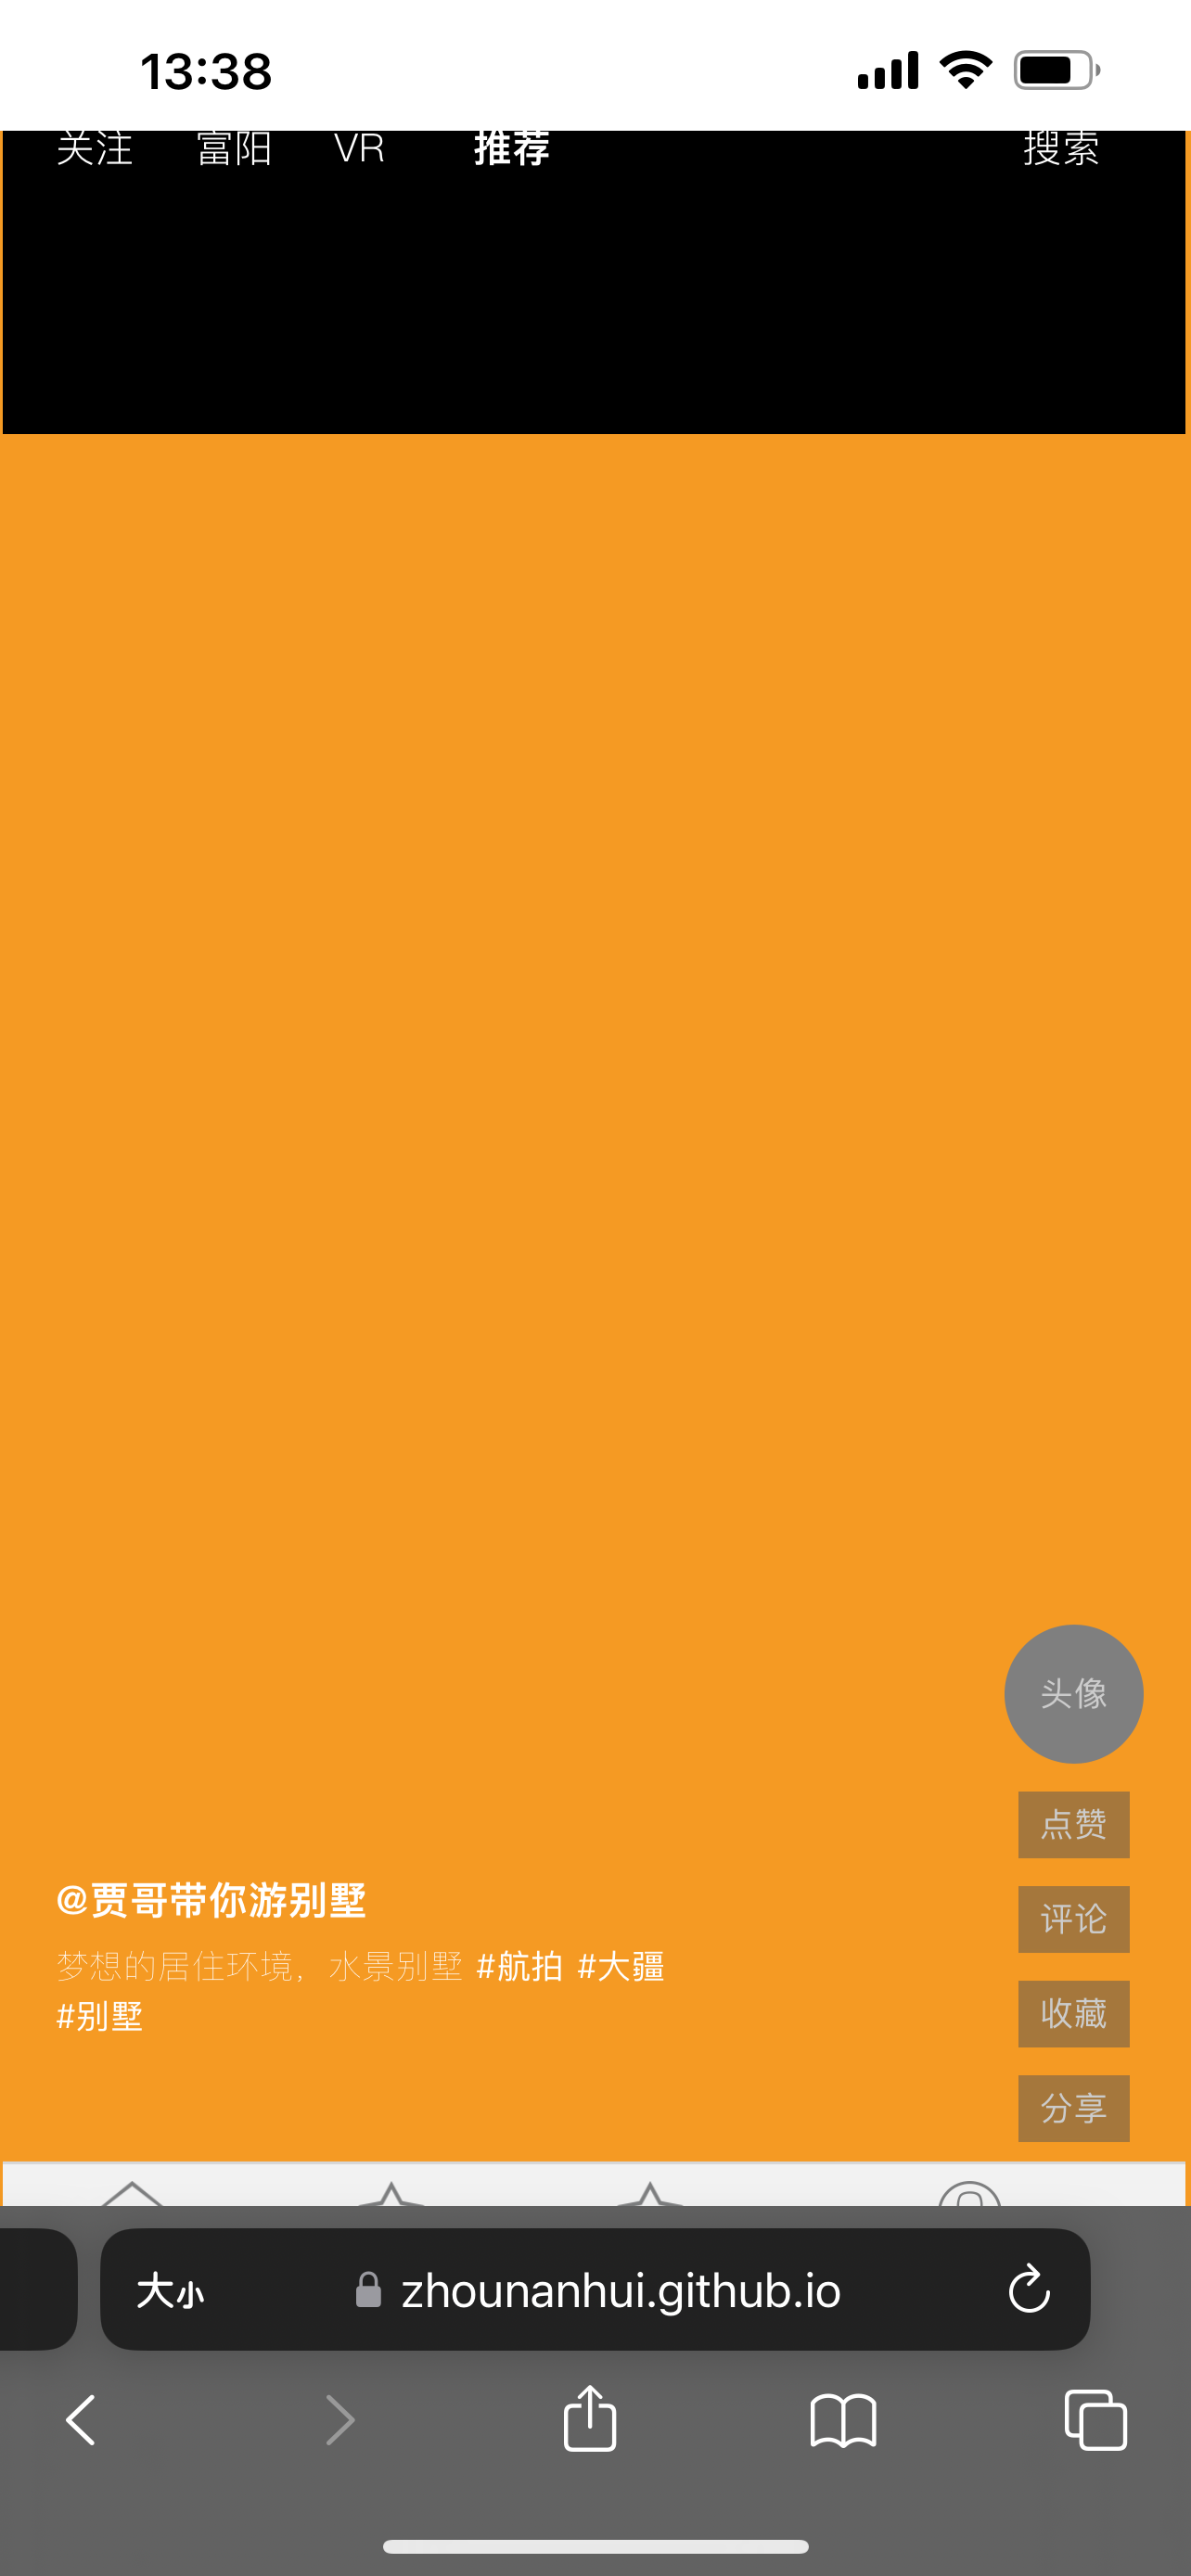 13:38
关注 富阳 VR 推荐 搜索
头像
点赞
@贾哥带你游别墅
评论
梦想的居住环境，水景别墅 #航拍 #大疆
#别墅
收藏
分享
大小 zhounanhui.github.io